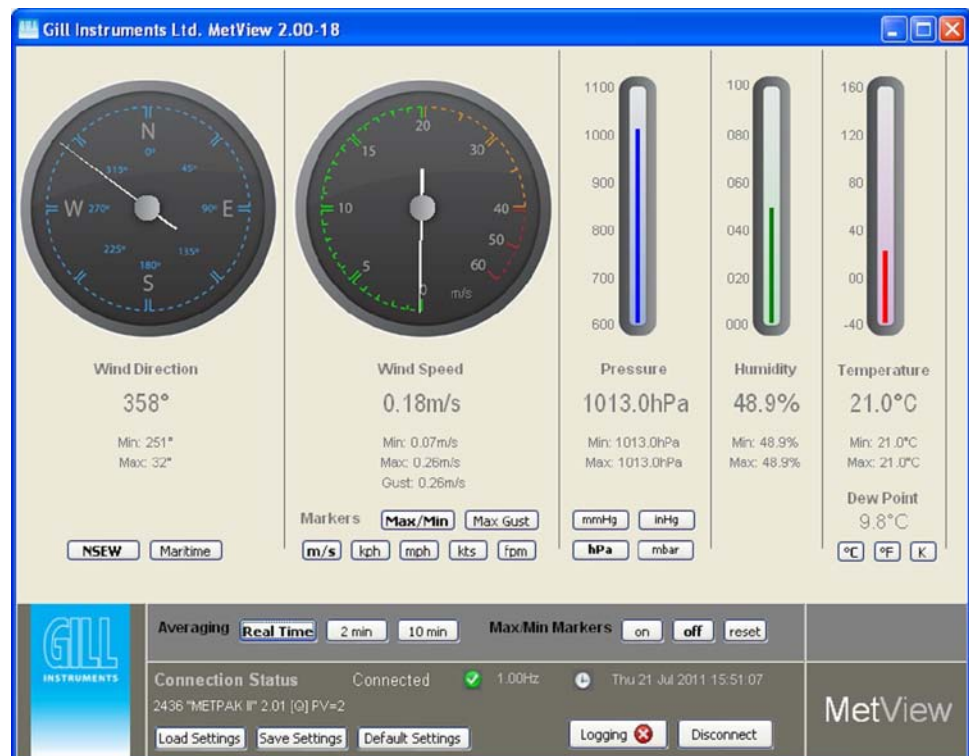 Gill Instruments Ltd. MetView 2.00-18
N
0°
45°
90° E
135°
180°
S
225°
W 270°
315°
0
5
10
15
20
30
40
50
60
m/s
1100
1000
900
800
700
600
100
080
060
040
020
000
160
120
80
40
00
-40
Wind Direction
358°
Min: 251°
Max: 32°
NSEW Maritime
Wind Speed
0.18m/s
Min: 0.07m/s
Max: 0.26m/s
Gust: 0.26m/s
Markers Max/Min Max Gust
m/s kph mph kts fpm
Pressure
1013.0hPa
Min: 1013.0hPa
Max: 1013.0hPa
mmHg inHg
hPa mbar
Humidity
48.9%
Min: 48.9%
Max: 48.9%
Temperature
21.0°C
Min: 21.0°C
Max: 21.0°C
Dew Point
9.8°C
°C °F K
GILL
INSTRUMENTS
Averaging Real Time 2 min 10 min Max/Min Markers on off reset
Connection Status Connected 1.00Hz Thu 21 Jul 2011 15:51:07
2436 "METPAK II" 2.01 [Q] PV=2
Load Settings Save Settings Default Settings Logging Disconnect
MetView